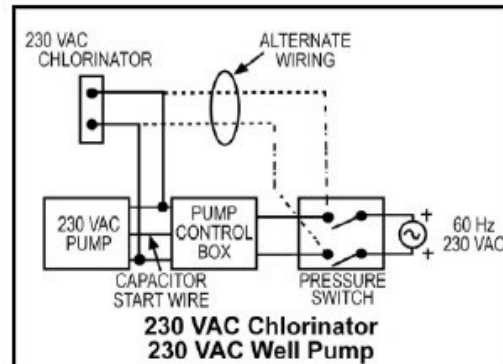 230 VAC
CHLORINATOR
ALTERNATE
WIRING
230 VAC
PUMP
PUMP
CONTROL
BOX
+
60 Hz
230 VAC
+
CAPACITOR
START WIRE
PRESSURE
SWITCH
230 VAC Chlorinator
230 VAC Well Pump